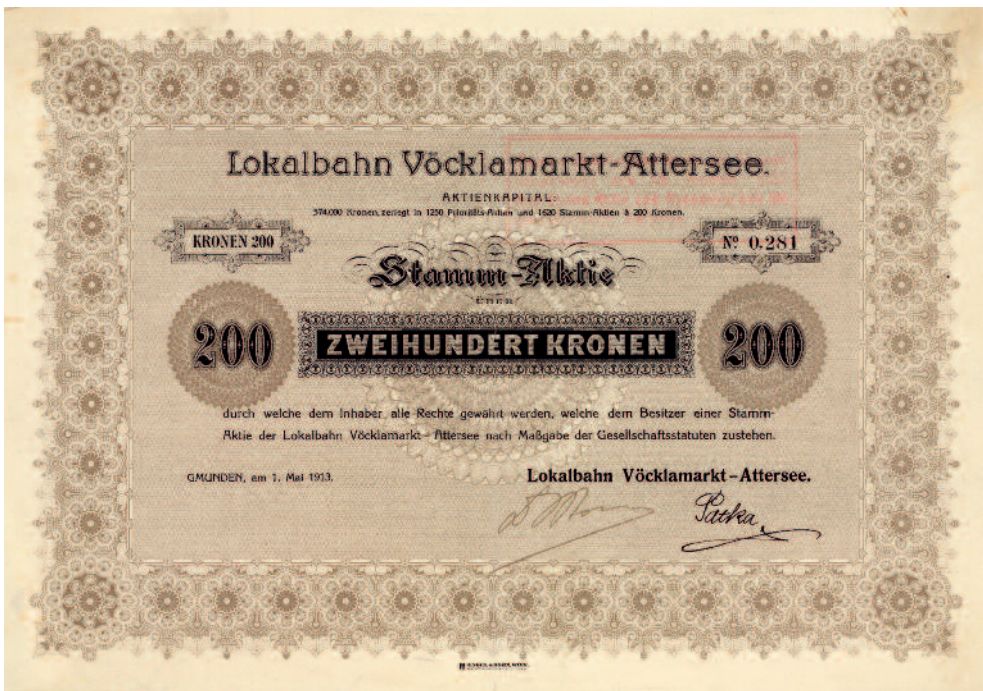 Lokalbahn Vöcklamarkt-Attersee.
AKTIENKAPITAL:
574.000 Kronen, zerlegt in 1250 Prioritäts-Aktien und 1620 Stamm-Aktien à 200 Kronen.
KRONEN 200
Nº 0.281
Stamm-Aktie
ÜBER
200
ZWEIHUNDERT KRONEN
200
durch welche dem Inhaber alle Rechte gewährt werden, welche dem Besitzer einer Stamm-
Aktie der Lokalbahn Vöcklamarkt-Attersee nach Maßgabe der Gesellschaftsstatuten zustehen.
GMUNDEN, am 1. Mai 1913.
Lokalbahn Vöcklamarkt-Attersee.
Patka